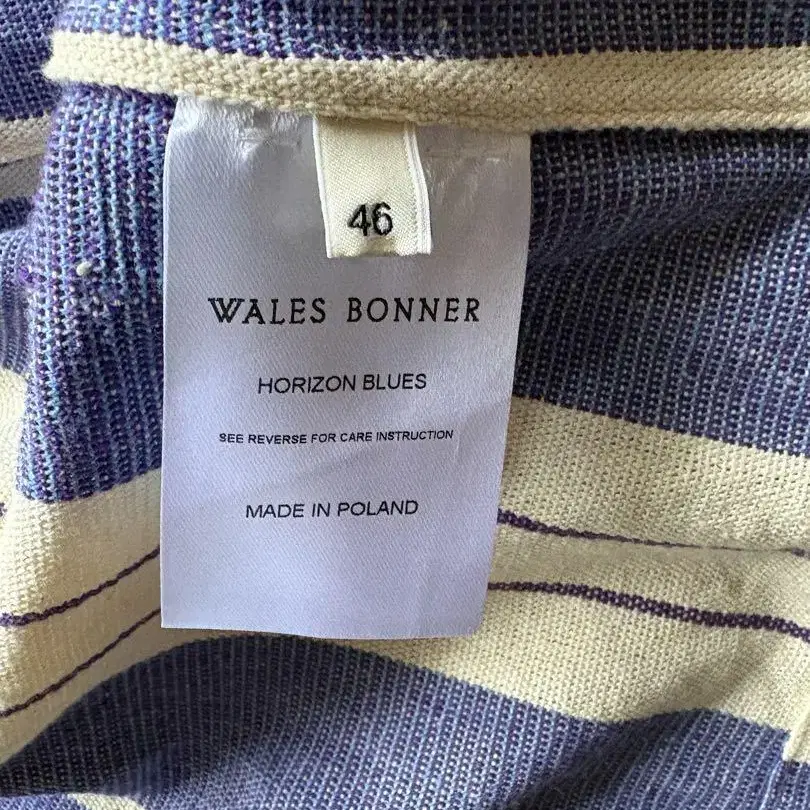 46
WALES BONNER
HORIZON BLUES
SEE REVERSE FOR CARE INSTRUCTION
MADE IN POLAND